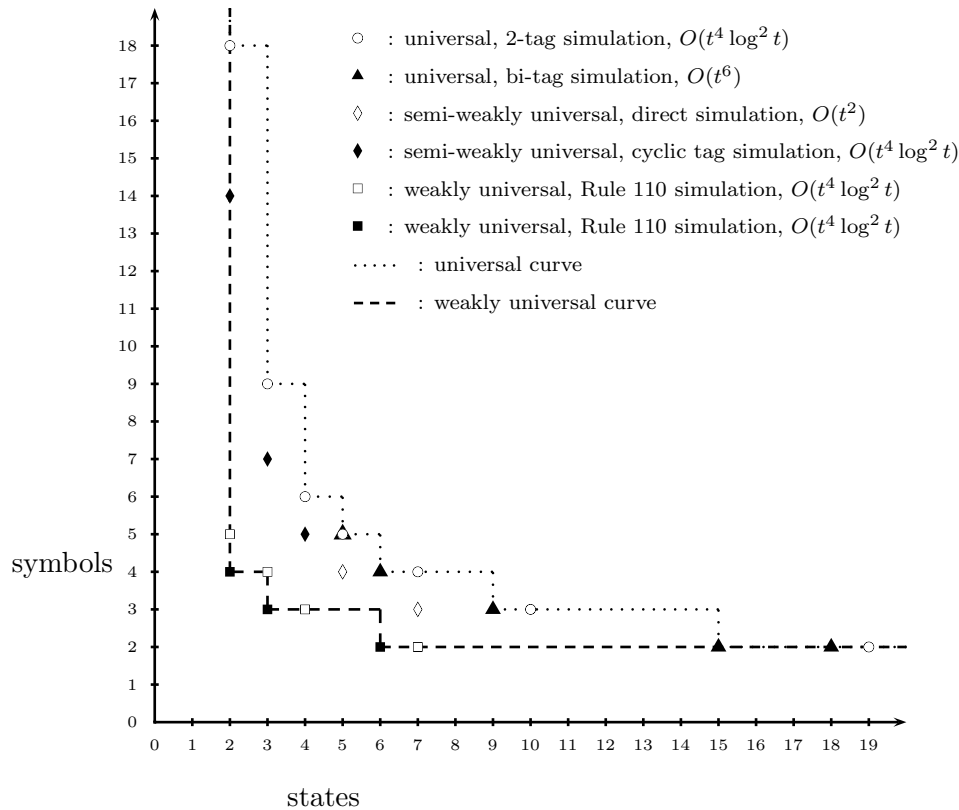 18
17
16
15
14
13
12
11
10
9
8
7
6
5
4
3
2
1
0
symbols
: universal, 2-tag simulation, O(t⁴ log² t)
: universal, bi-tag simulation, O(t⁶)
: semi-weakly universal, direct simulation, O(t²)
: semi-weakly universal, cyclic tag simulation, O(t⁴ log² t)
: weakly universal, Rule 110 simulation, O(t⁴ log² t)
: weakly universal, Rule 110 simulation, O(t⁴ log² t)
: universal curve
: weakly universal curve
0 1 2 3 4 5 6 7 8 9 10 11 12 13 14 15 16 17 18 19
states